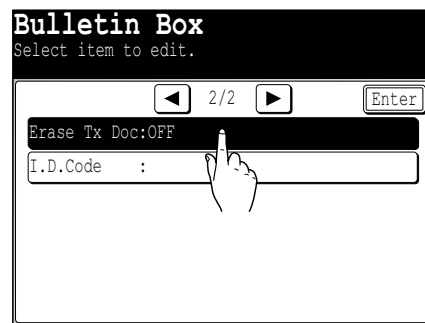 Bulletin Box
Select item to edit.
2/2 Enter
Erase Tx Doc:OFF
I.D.Code :